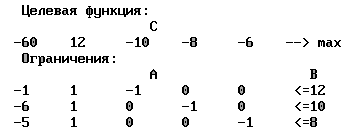 Целевая функция:
C
-60 12 -10 -8 -6 --> max
Ограничения:
A B
-1 1 -1 0 0 <=12
-6 1 0 -1 0 <=10
-5 1 0 0 -1 <=8